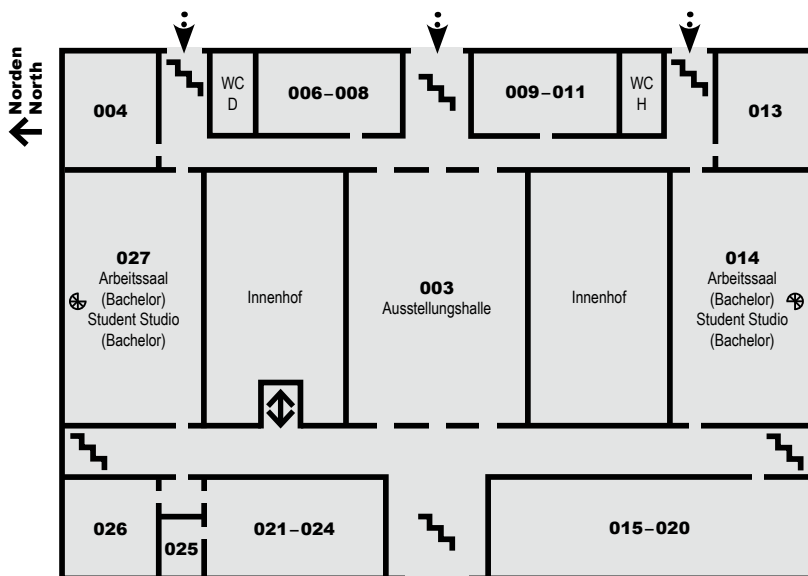 Norden
North
004
WC
D
006–008
009–011
WC
H
013
027
Arbeitssaal
(Bachelor)
Student Studio
(Bachelor)
Innenhof
003
Ausstellungshalle
Innenhof
014
Arbeitssaal
(Bachelor)
Student Studio
(Bachelor)
026
025
021–024
015–020